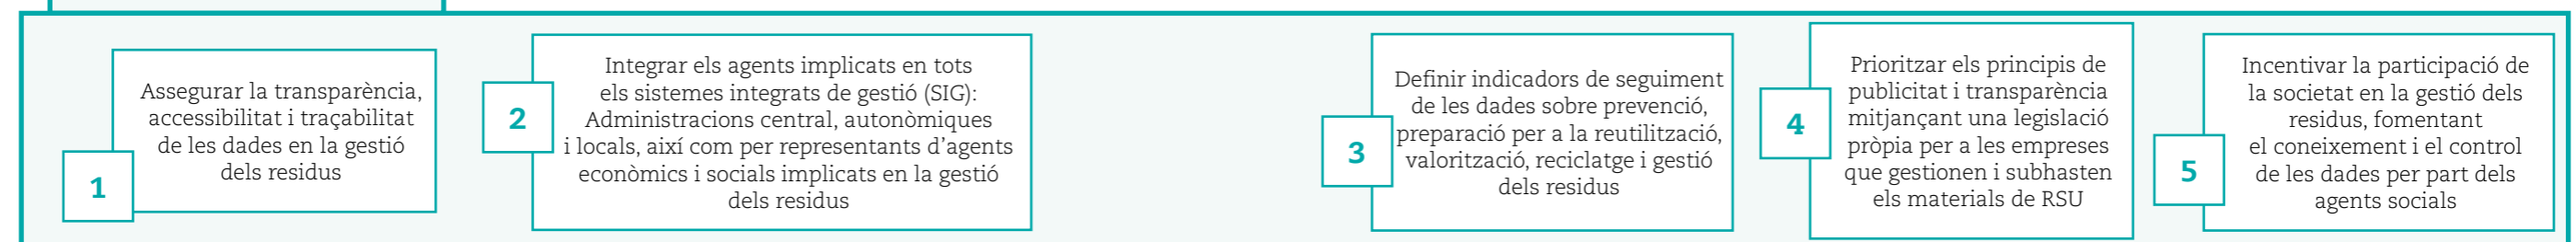 1
Assegurar la transparència,
accessibilitat i traçabilitat
de les dades en la gestió
dels residus
2
Integrar els agents implicats en tots
els sistemes integrats de gestió (SIG):
Administracions central, autonòmiques
i locals, així com per representants d’agents
econòmics i socials implicats en la gestió
dels residus
3
Definir indicadors de seguiment
de les dades sobre prevenció,
preparació per a la reutilització,
valorització, reciclatge i gestió
dels residus
4
Prioritzar els principis de
publicitat i transparència
mitjançant una legislació
pròpia per a les empreses
que gestionen i subhasten
els materials de RSU
5
Incentivar la participació de
la societat en la gestió dels
residus, fomentant
el coneixement i el control
de les dades per part dels
agents socials